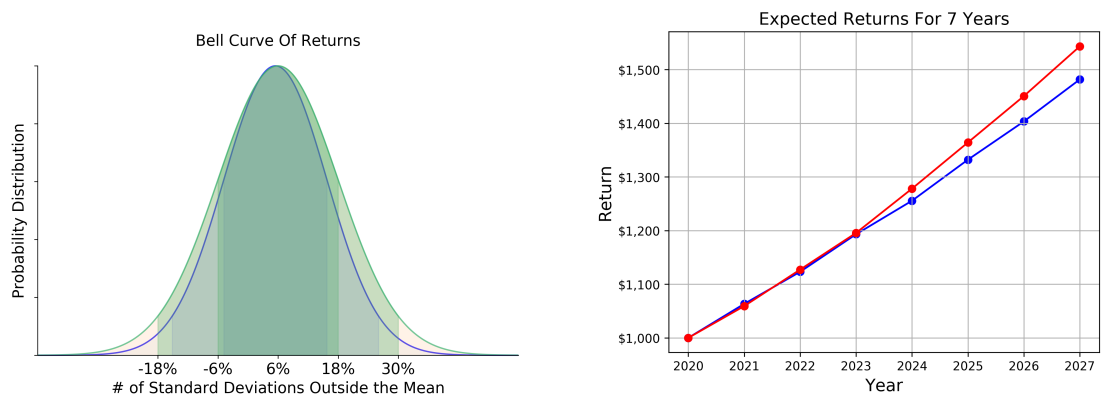 Bell Curve Of Returns
Probability Distribution
-18% -6% 6% 18% 30%
# of Standard Deviations Outside the Mean
Expected Returns For 7 Years
Return
$1,500
$1,400
$1,300
$1,200
$1,100
$1,000
2020 2021 2022 2023 2024 2025 2026 2027
Year